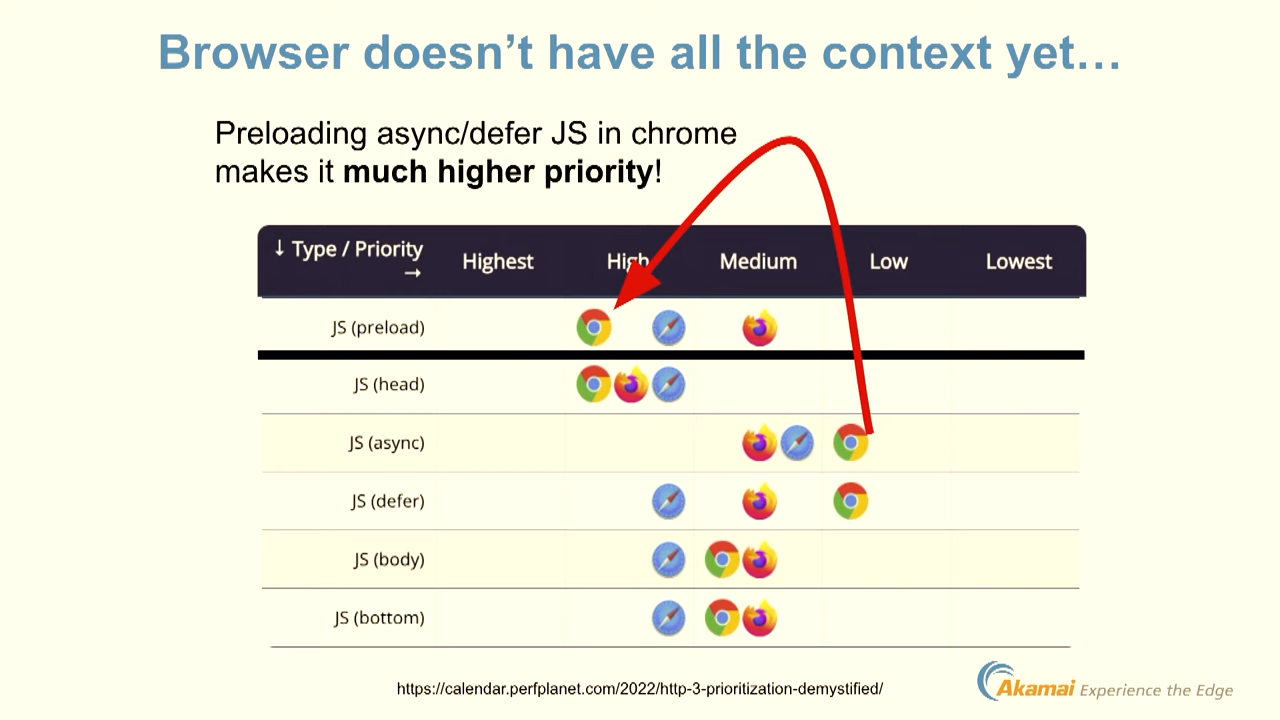 Browser doesn’t have all the context yet…
Preloading async/defer JS in chrome
makes it much higher priority!
↓ Type / Priority
→
Highest
High
Medium
Low
Lowest
JS (preload)
JS (head)
JS (async)
JS (defer)
JS (body)
JS (bottom)
https://calendar.perfplanet.com/2022/http-3-prioritization-demystified/
Akamai Experience the Edge